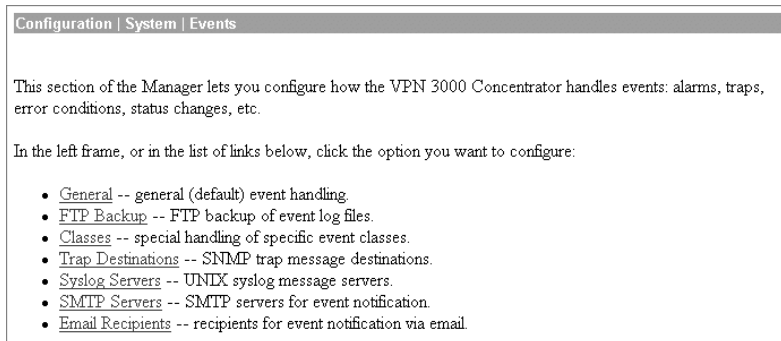 Configuration | System | Events
This section of the Manager lets you configure how the VPN 3000 Concentrator handles events: alarms, traps,
error conditions, status changes, etc.
In the left frame, or in the list of links below, click the option you want to configure:
• General -- general (default) event handling.
• FTP Backup -- FTP backup of event log files.
• Classes -- special handling of specific event classes.
• Trap Destinations -- SNMP trap message destinations.
• Syslog Servers -- UNIX syslog message servers.
• SMTP Servers -- SMTP servers for event notification.
• Email Recipients -- recipients for event notification via email.